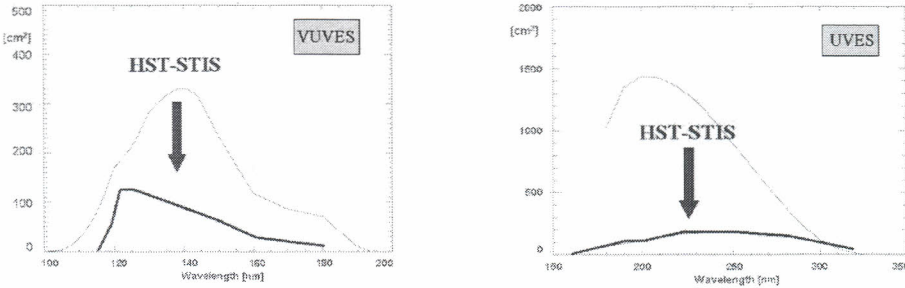 500
[cm²]
400
300
200
100
0
VUVES
HST-STIS
100 120 140 160 180 200
Wavelength [nm]
2000
[cm²]
1500
1000
500
0
UVES
HST-STIS
150 200 250 300 350
Wavelength [nm]